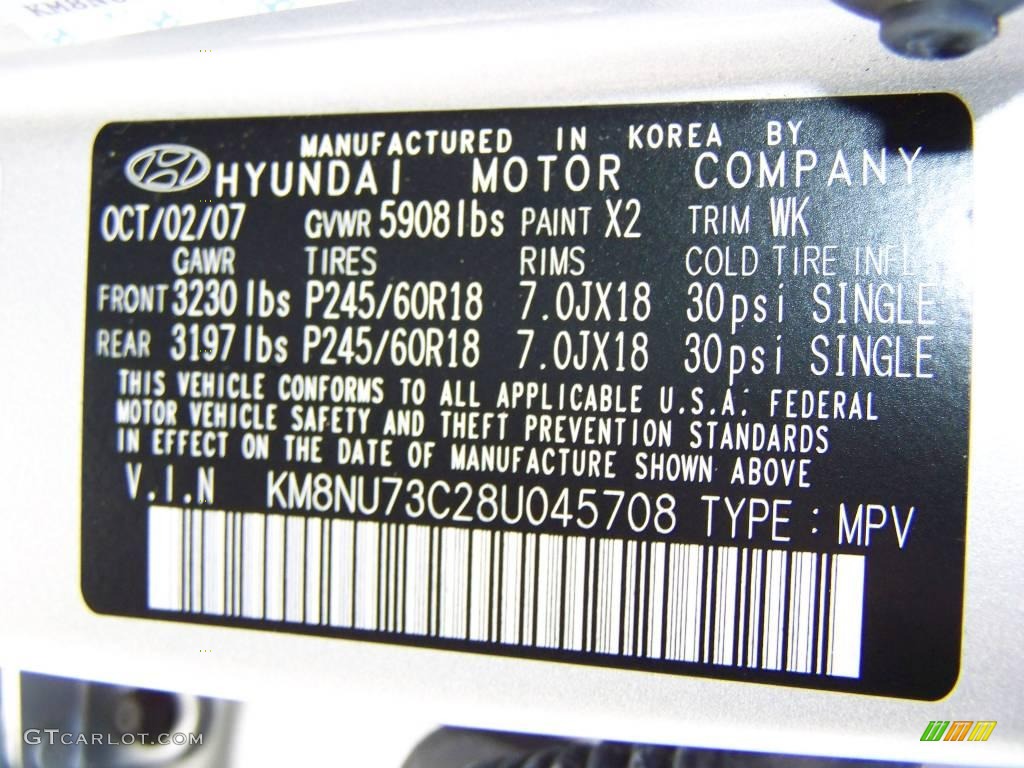 MANUFACTURED IN KOREA BY
HYUNDAI MOTOR COMPANY
OCT/02/07 GVWR 5908lbs PAINT X2 TRIM WK
GAWR TIRES RIMS COLD TIRE INFL
FRONT 3230lbs P245/60R18 7.0JX18 30psi SINGLE
REAR 3197lbs P245/60R18 7.0JX18 30psi SINGLE
THIS VEHICLE CONFORMS TO ALL APPLICABLE U.S.A. FEDERAL
MOTOR VEHICLE SAFETY AND THEFT PREVENTION STANDARDS
IN EFFECT ON THE DATE OF MANUFACTURE SHOWN ABOVE
V.I.N KM8NU73C28U045708 TYPE : MPV
GTCARLOT.COM